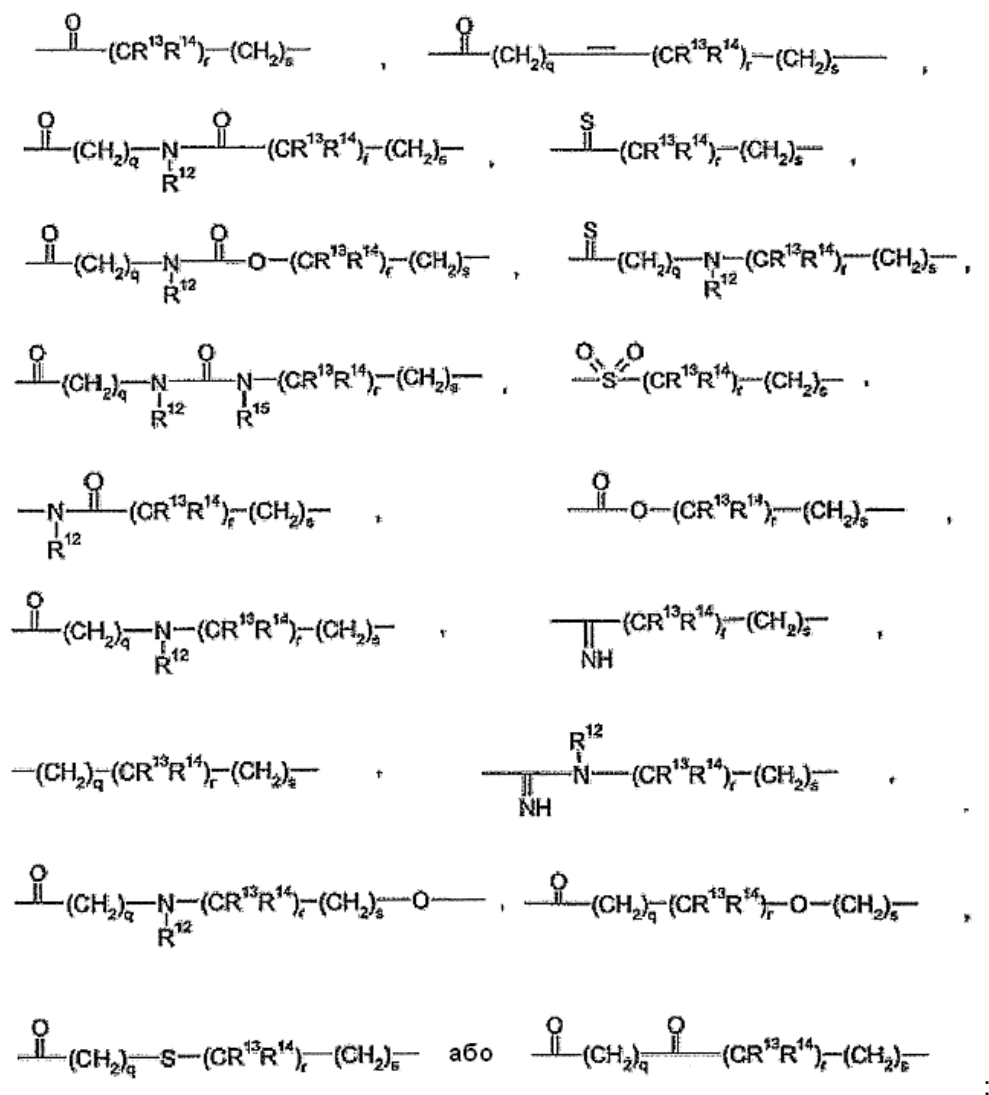 O
—(CR¹³R¹⁴)ᵣ—(CH₂)ₛ— ,
O
—(CH₂)q—(CR¹³R¹⁴)ᵣ—(CH₂)ₛ— ,
O O
—(CH₂)q—N—(CR¹³R¹⁴)ᵣ—(CH₂)ₛ— ,
R¹²
S
—(CR¹³R¹⁴)ᵣ—(CH₂)ₛ— ,
O O
—(CH₂)q—N—O—(CR¹³R¹⁴)ᵣ—(CH₂)ₛ— ,
R¹²
S
—(CH₂)q—N—(CR¹³R¹⁴)ᵣ—(CH₂)ₛ— ,
R¹²
O O
—(CH₂)q—N—N—(CR¹³R¹⁴)ᵣ—(CH₂)ₛ— ,
R¹² R¹⁵
O O
—S—(CR¹³R¹⁴)ᵣ—(CH₂)ₛ— ,
O
—N—(CR¹³R¹⁴)ᵣ—(CH₂)ₛ— ,
R¹²
O
—O—(CR¹³R¹⁴)ᵣ—(CH₂)ₛ— ,
O
—(CH₂)q—N—(CR¹³R¹⁴)ᵣ—(CH₂)ₛ— ,
R¹²
—(CR¹³R¹⁴)ᵣ—(CH₂)ₛ— ,
NH
—(CH₂)q—(CR¹³R¹⁴)ᵣ—(CH₂)ₛ— ,
R¹²
—N—(CR¹³R¹⁴)ᵣ—(CH₂)ₛ— ,
NH
O
—(CH₂)q—N—(CR¹³R¹⁴)ᵣ—(CH₂)ₛ—O— ,
R¹²
O
—(CH₂)q—(CR¹³R¹⁴)ᵣ—O—(CH₂)ₛ— ,
O
—(CH₂)q—S—(CR¹³R¹⁴)ᵣ—(CH₂)ₛ— або
O O
—(CH₂)q—(CR¹³R¹⁴)ᵣ—(CH₂)ₛ— ;